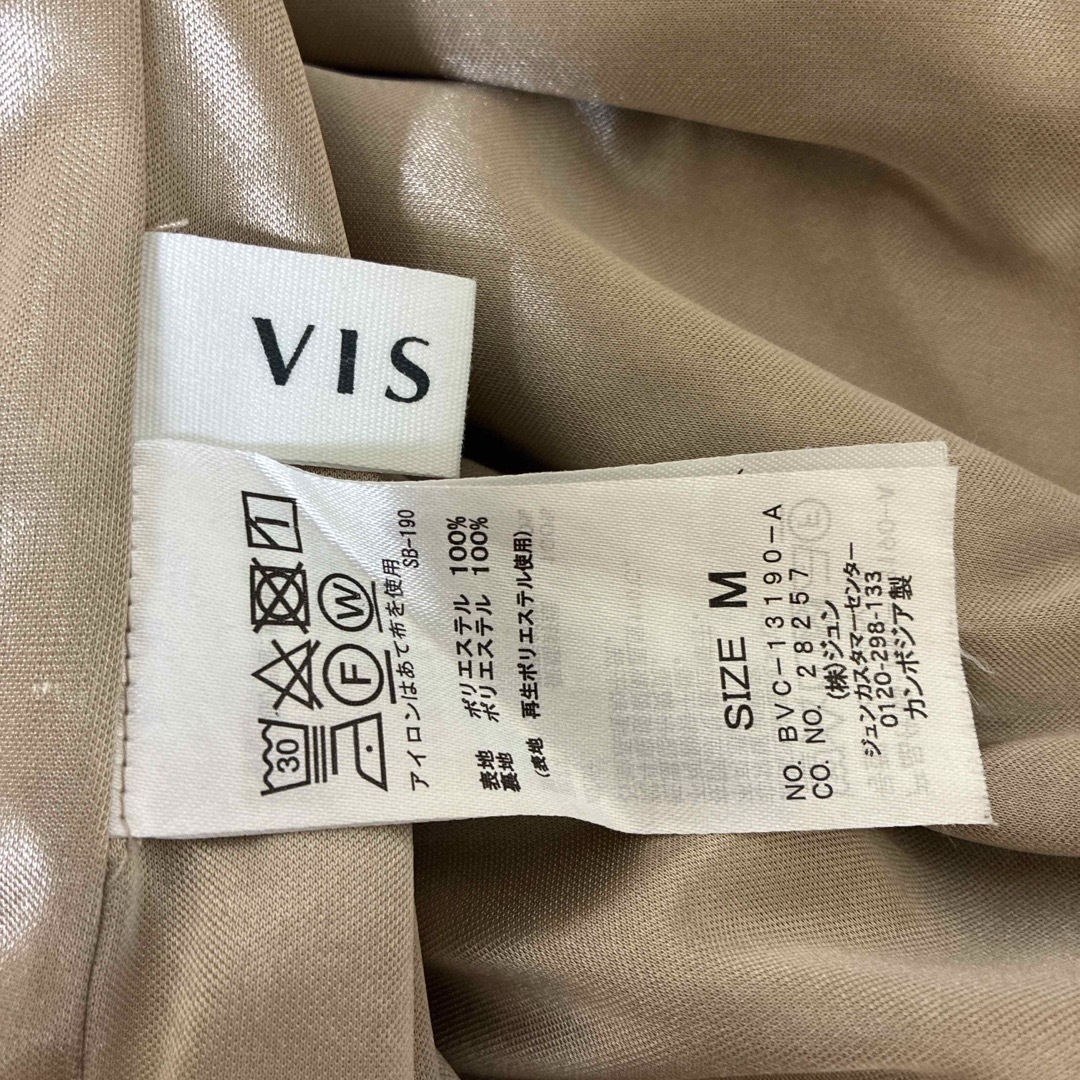 VIS
30
F
W
アイロンはあて布を使用
SB-190
表地 ポリエステル 100%
裏地 ポリエステル 100%
(表地 再生ポリエステル使用)
SIZE M
NO. BVC-13190-A
CO. NO. 28257
(株)ジュン
ジュンカスタマーセンター
0120-298-133
カンボジア製